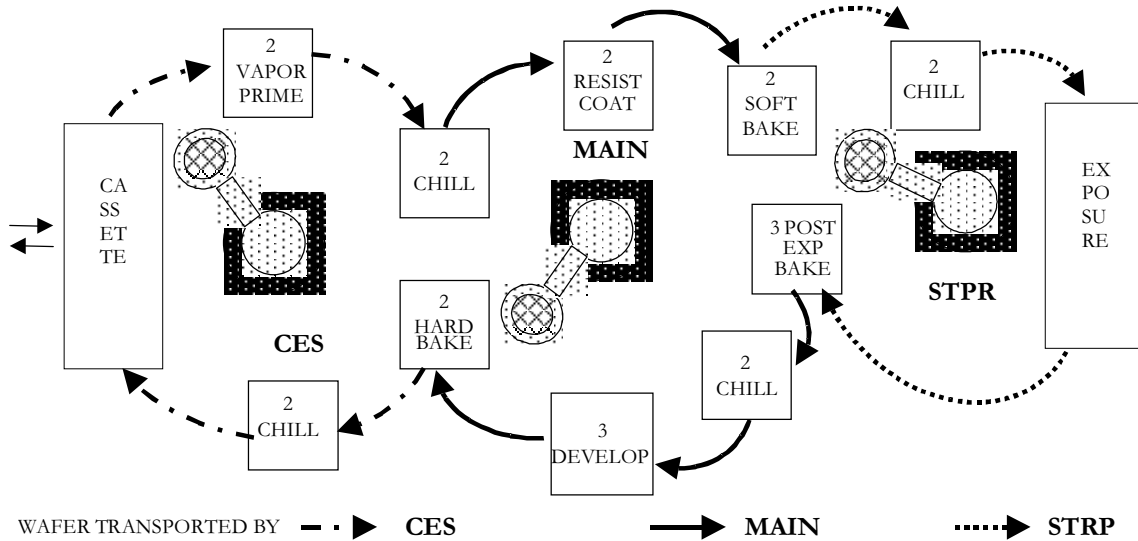 2
VAPOR
PRIME
2
CHILL
2
RESIST
COAT
MAIN
2
SOFT
BAKE
2
CHILL
EX
PO
SU
RE
CA
SS
ET
TE
CES
2
HARD
BAKE
3 POST
EXP
BAKE
STPR
2
CHILL
3
DEVELOP
2
CHILL
WAFER TRANSPORTED BY CES MAIN STRP